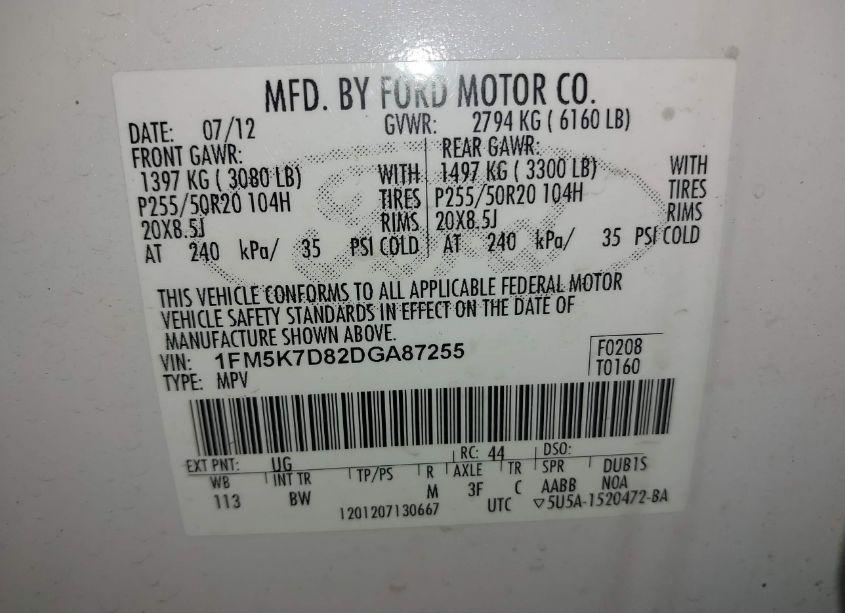 MFD. BY FORD MOTOR CO.
DATE: 07/12 GVWR: 2794 KG ( 6160 LB)
FRONT GAWR: REAR GAWR:
1397 KG ( 3080 LB) WITH 1497 KG ( 3300 LB) WITH
P255/50R20 104H TIRES P255/50R20 104H TIRES
20X8.5J RIMS 20X8.5J RIMS
AT 240 kPa/ 35 PSI COLD AT 240 kPa/ 35 PSI COLD
THIS VEHICLE CONFORMS TO ALL APPLICABLE FEDERAL MOTOR
VEHICLE SAFETY STANDARDS IN EFFECT ON THE DATE OF
MANUFACTURE SHOWN ABOVE.
VIN: 1FM5K7D82DGA87255 F0208
TYPE: MPV T0160
EXT PNT: UG RC: 44 DSO:
WB INT TR TP/PS R AXLE TR SPR DUB1S
113 BW M 3F C AABB NOA
1201207130667 UTC ▽5U5A-1520472-BA